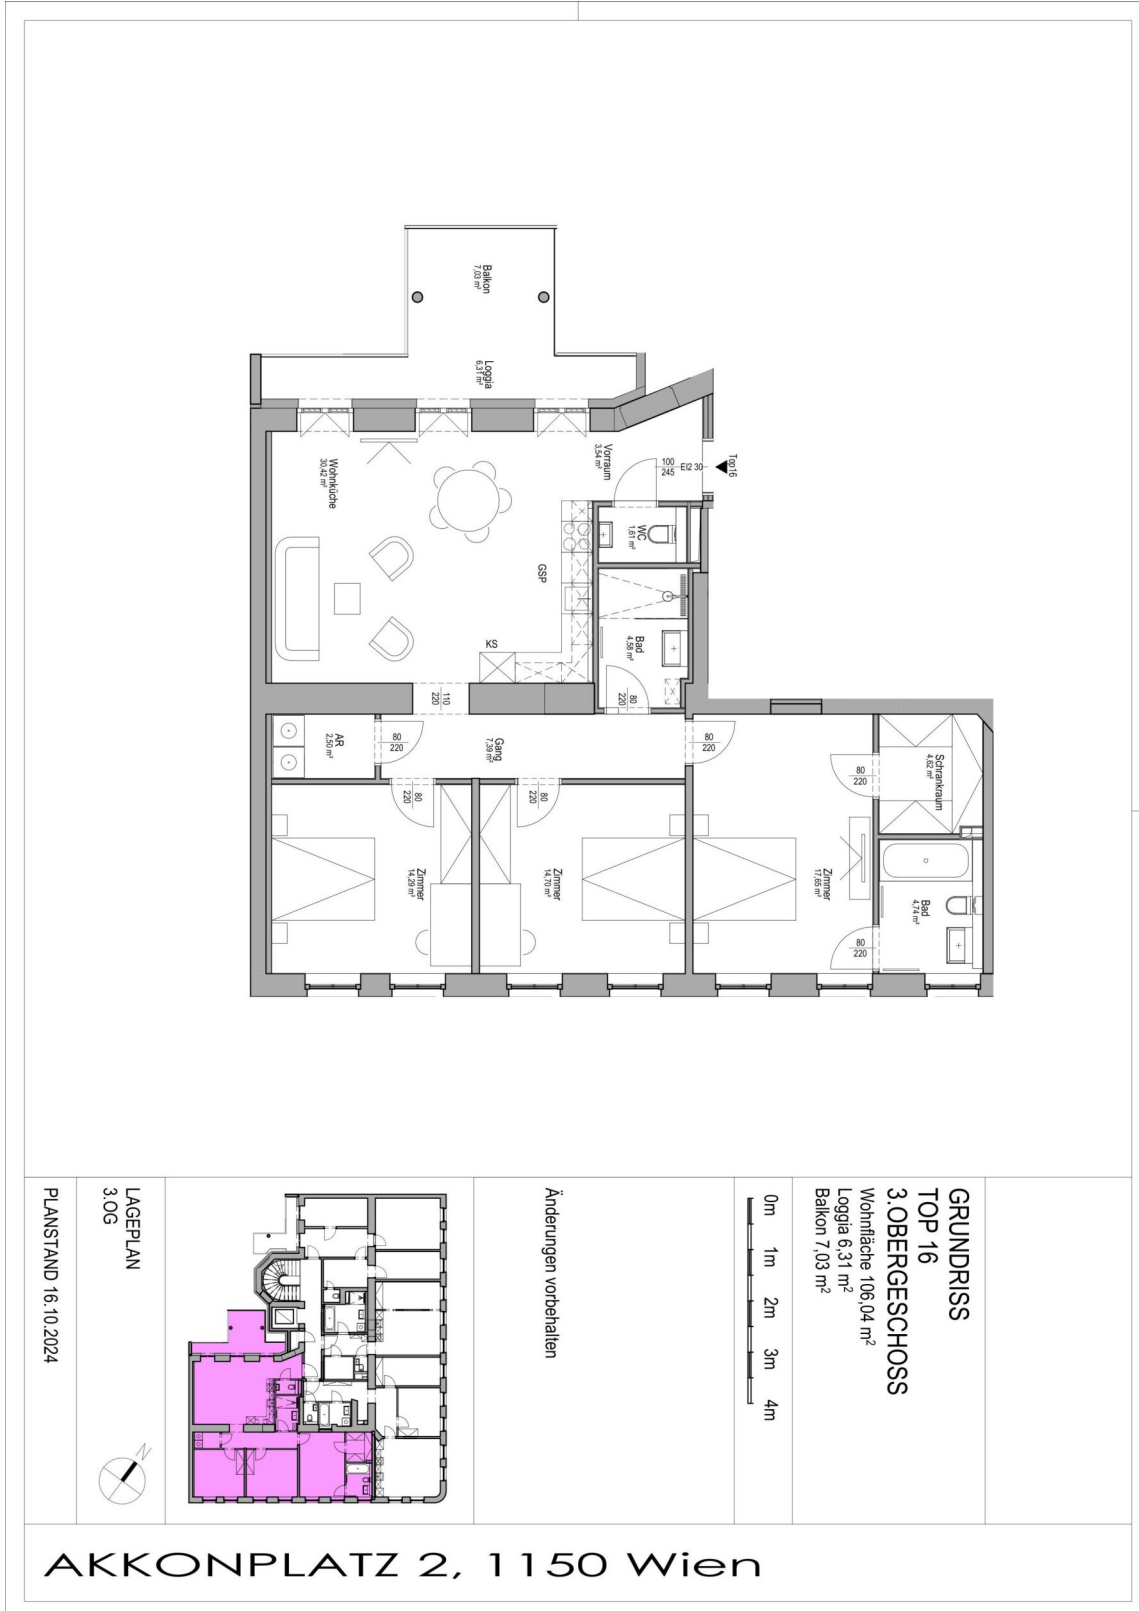 Balkon
7,03 m²
Loggia
6,31 m²
Wohnküche
30,42 m²
Vorraum
3,54 m²
100
245
EI2 30
Top16
WC
1,61 m²
GSP
KS
Bad
4,58 m²
80
220
110
220
AR
2,50 m²
80
220
Gang
7,39 m²
80
220
80
220
Schrankraum
4,62 m²
80
220
80
220
Zimmer
14,29 m²
Zimmer
14,70 m²
Zimmer
17,65 m²
Bad
4,74 m²
80
220
GRUNDRISS
TOP 16
3.OBERGESCHOSS
Wohnfläche 106,04 m²
Loggia 6,31 m²
Balkon 7,03 m²
0m 1m 2m 3m 4m
Änderungen vorbehalten
LAGEPLAN
3.OG
N
PLANSTAND 16.10.2024
AKKONPLATZ 2, 1150 Wien